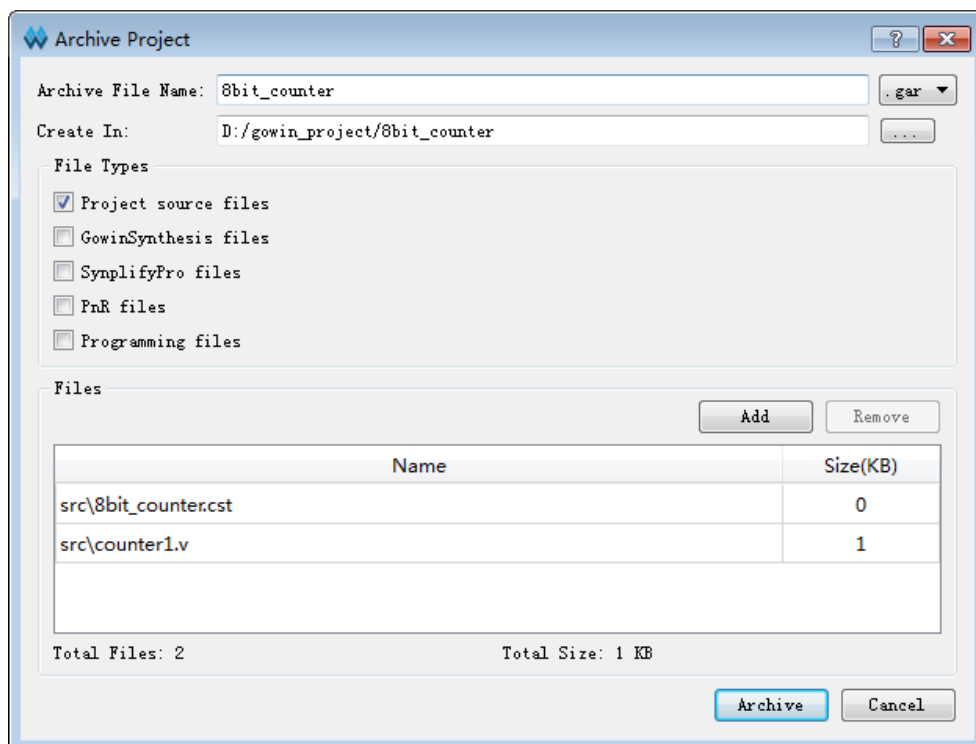 Archive Project
Archive File Name: 8bit_counter .gar
Create In: D:/gowin_project/8bit_counter ...
File Types
Project source files
GowinSynthesis files
SynplifyPro files
PnR files
Programming files
Files
Add Remove
Name Size(KB)
src\8bit_counter.cst 0
src\counter1.v 1
Total Files: 2 Total Size: 1 KB
Archive Cancel